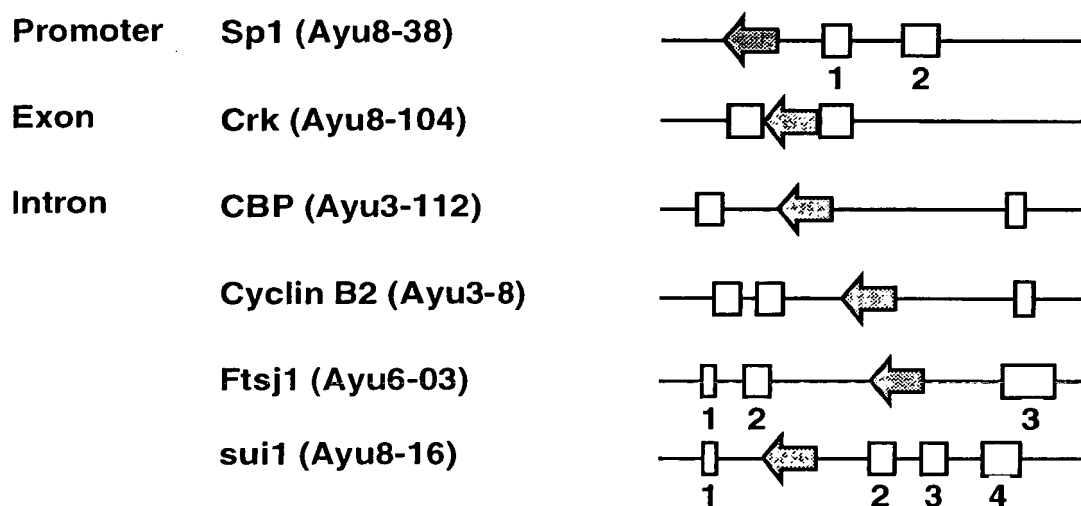 Promoter Sp1 (Ayu8-38)
1 2
Exon Crk (Ayu8-104)
Intron CBP (Ayu3-112)
Cyclin B2 (Ayu3-8)
Ftsj1 (Ayu6-03)
1 2 3
sui1 (Ayu8-16)
1 2 3 4